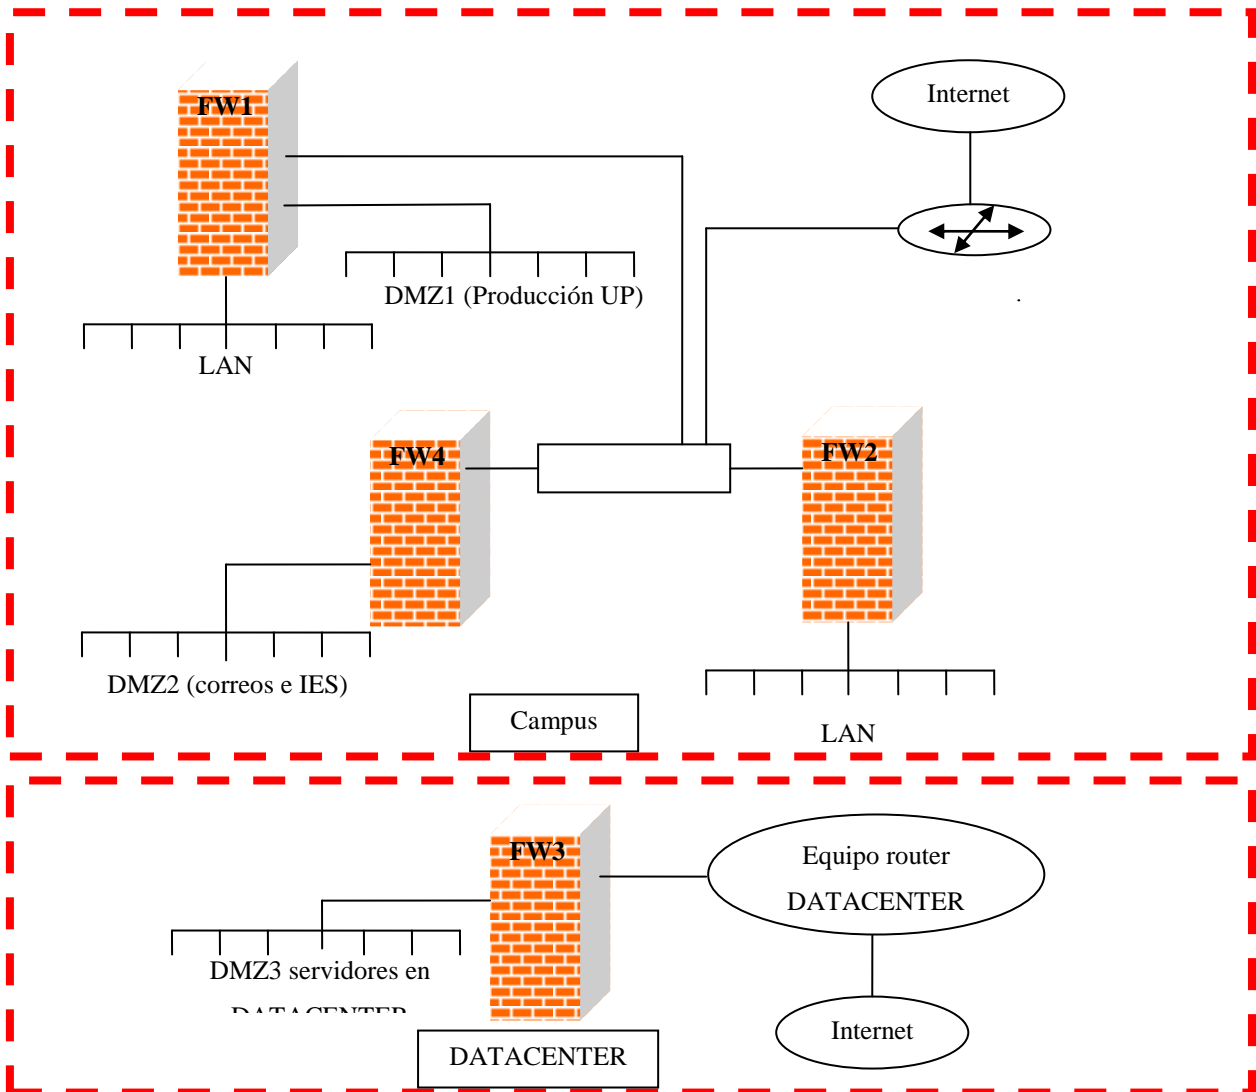 FW1
Internet
DMZ1 (Producción UP)
.
LAN
FW4
FW2
DMZ2 (correos e IES)
Campus
LAN
FW3
Equipo router
DATACENTER
DMZ3 servidores en
DATACENTER
Internet
DATACENTER